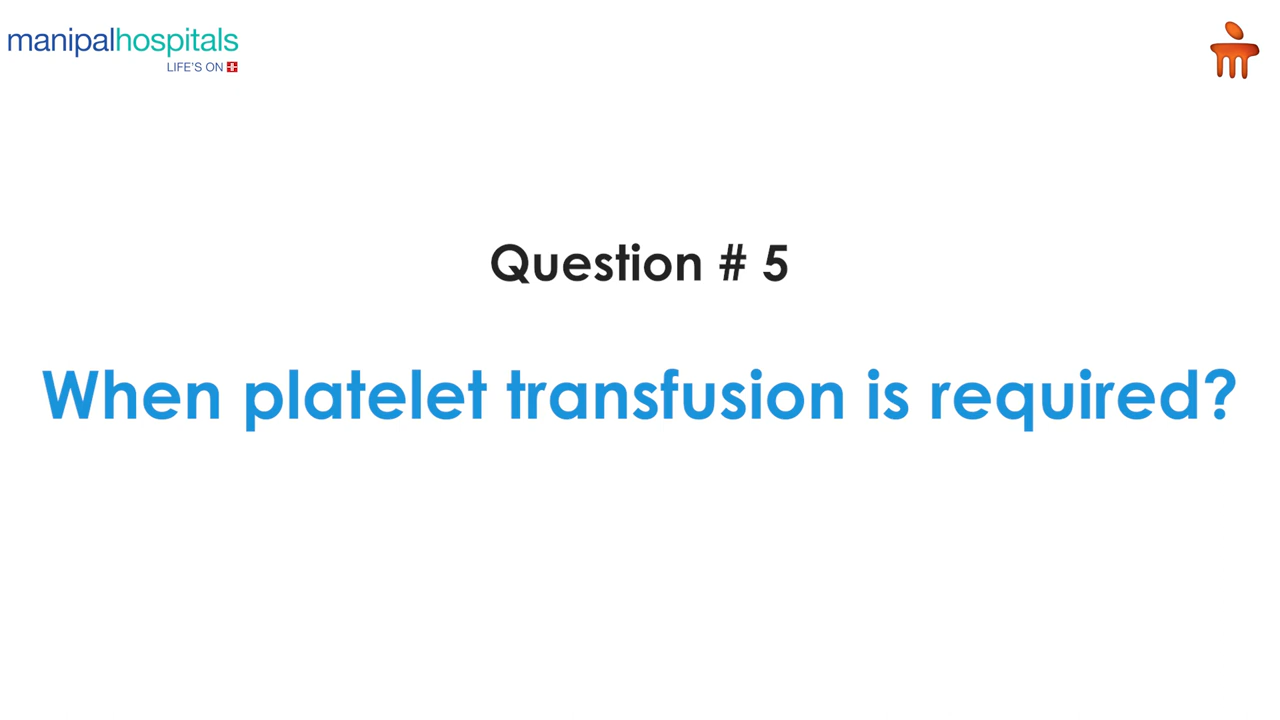 manipalhospitals
LIFE'S ON
Question # 5
When platelet transfusion is required?